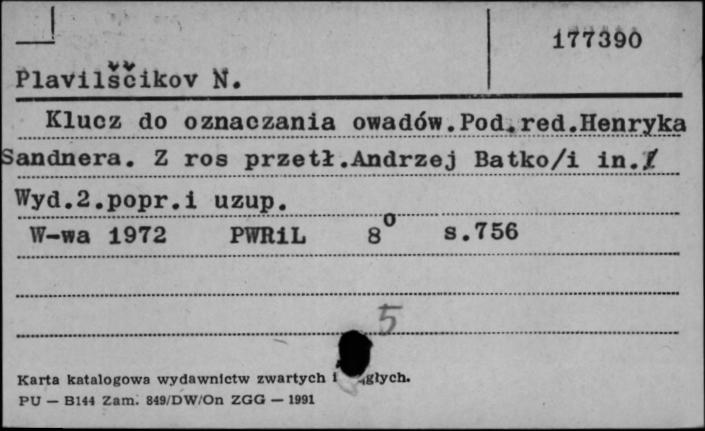 177390
Plavilščikov N.
Klucz do oznaczania owadów.Pod.red.Henryka
Sandnera. Z ros przetł.Andrzej Batko/i in./
Wyd.2.popr.i uzup.
W-wa 1972 PWRiL 8° s.756
5
Karta katalogowa wydawnictw zwartych i
PU — B144 Zam. 849/DW/On ZGG — 1991